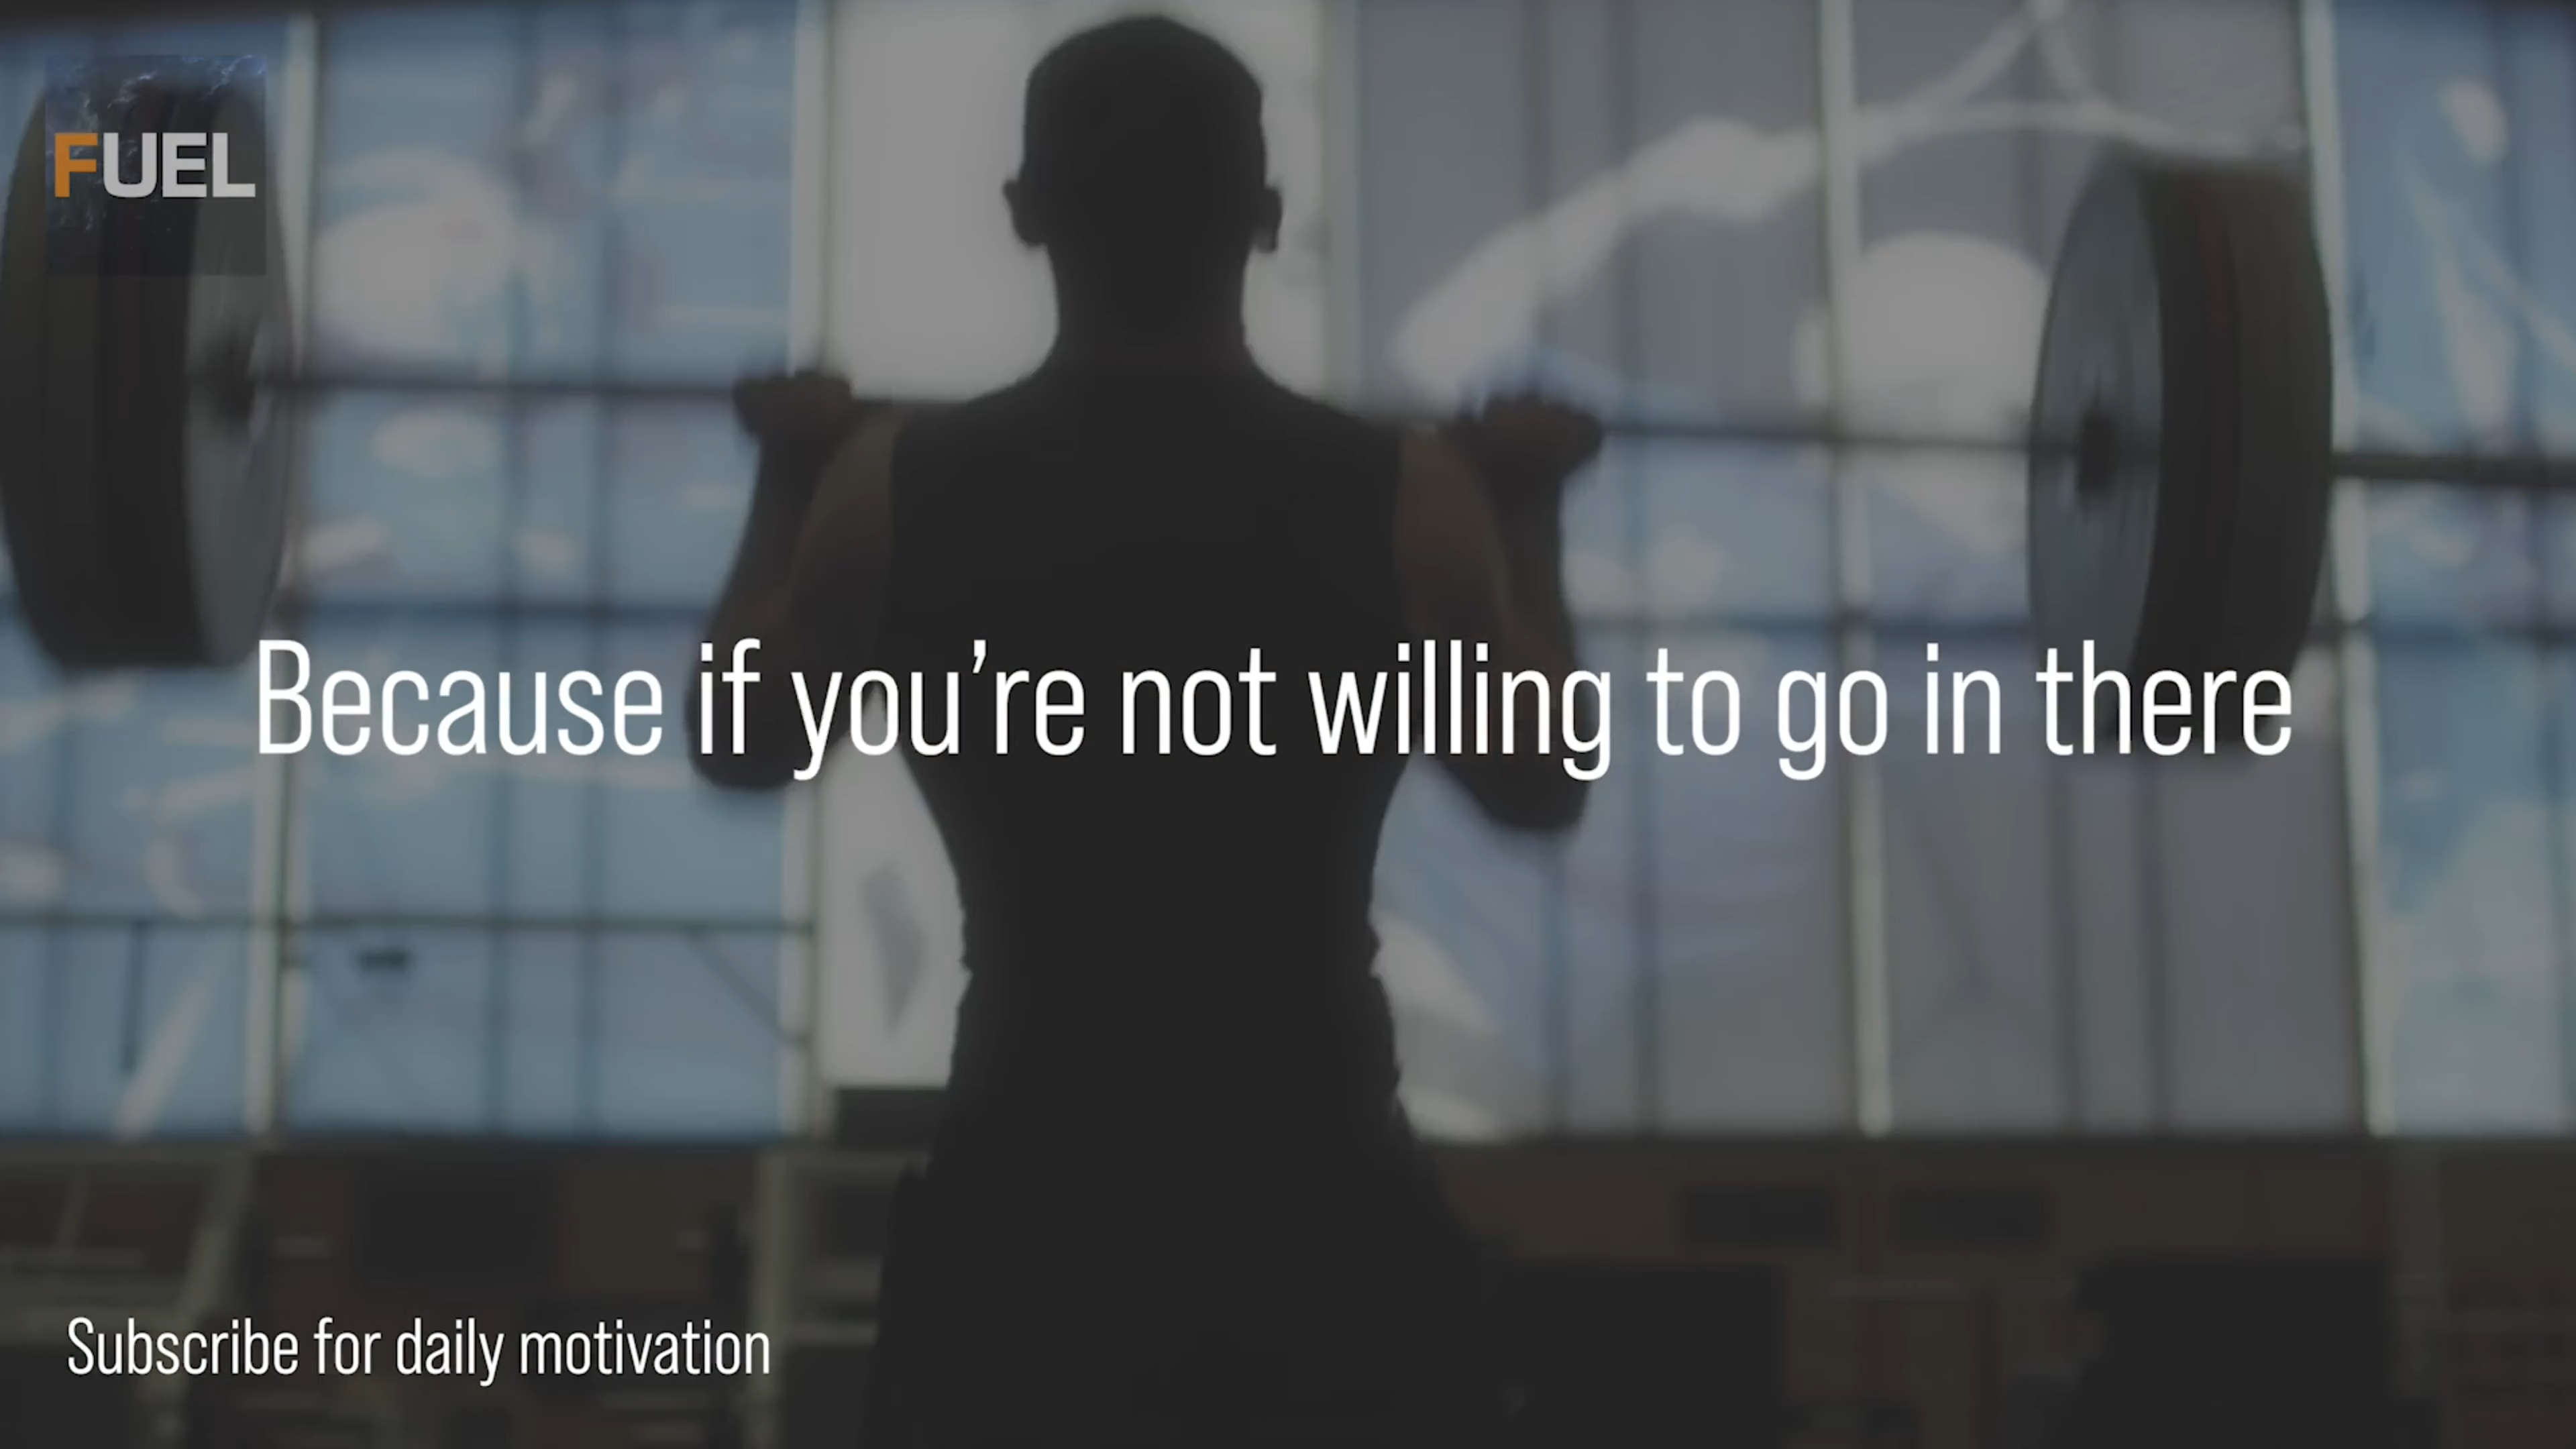 FUEL
Because if you’re not willing to go in there
Subscribe for daily motivation